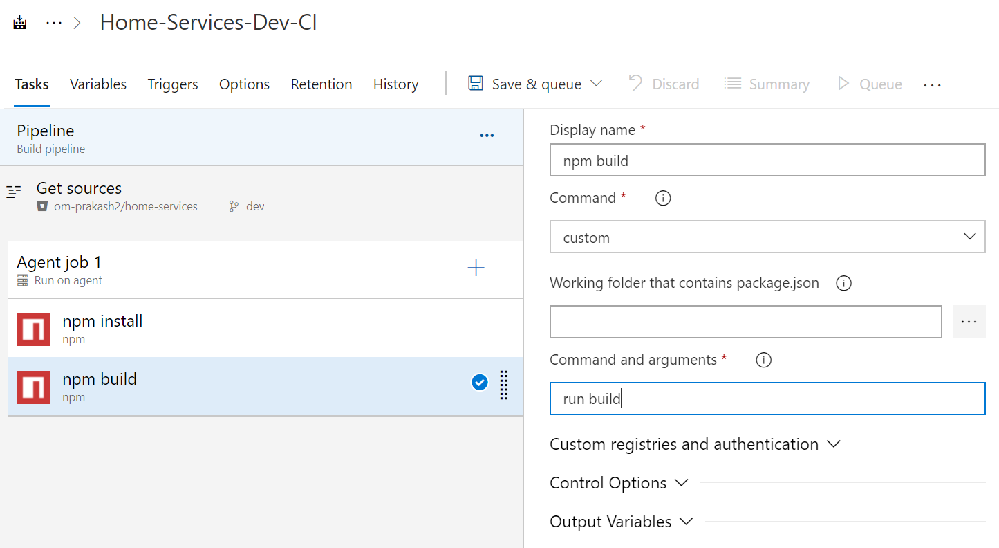 ··· > Home-Services-Dev-CI
Tasks Variables Triggers Options Retention History Save & queue Discard Summary Queue ···
Pipeline ···
Build pipeline
Get sources
om-prakash2/home-services dev
Agent job 1
Run on agent
npm install
npm
npm build
npm
Display name *
npm build
Command *
custom
Working folder that contains package.json
···
Command and arguments *
run build
Custom registries and authentication
Control Options
Output Variables